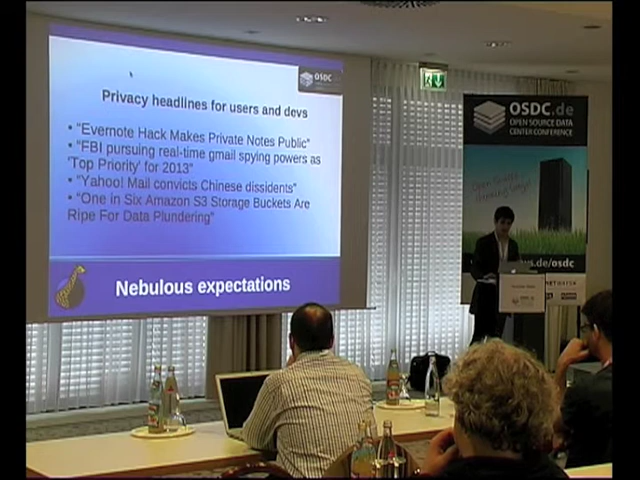 OSDC
Privacy headlines for users and devs
• "Evernote Hack Makes Private Notes Public"
• "FBI pursuing real-time gmail spying powers as
'Top Priority' for 2013"
• "Yahoo! Mail convicts Chinese dissidents"
• "One in Six Amazon S3 Storage Buckets Are
Ripe For Data Plundering"
Nebulous expectations
OSDC.de
OPEN SOURCE DATA
CENTER CONFERENCE
ys.de/osdc